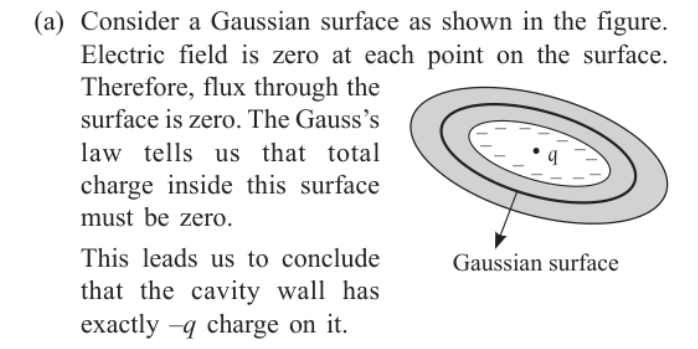 (a) Consider a Gaussian surface as shown in the figure.
Electric field is zero at each point on the surface.
Therefore, flux through the
surface is zero. The Gauss's
law tells us that total
charge inside this surface
must be zero.
This leads us to conclude
that the cavity wall has
exactly –q charge on it.
q
Gaussian surface